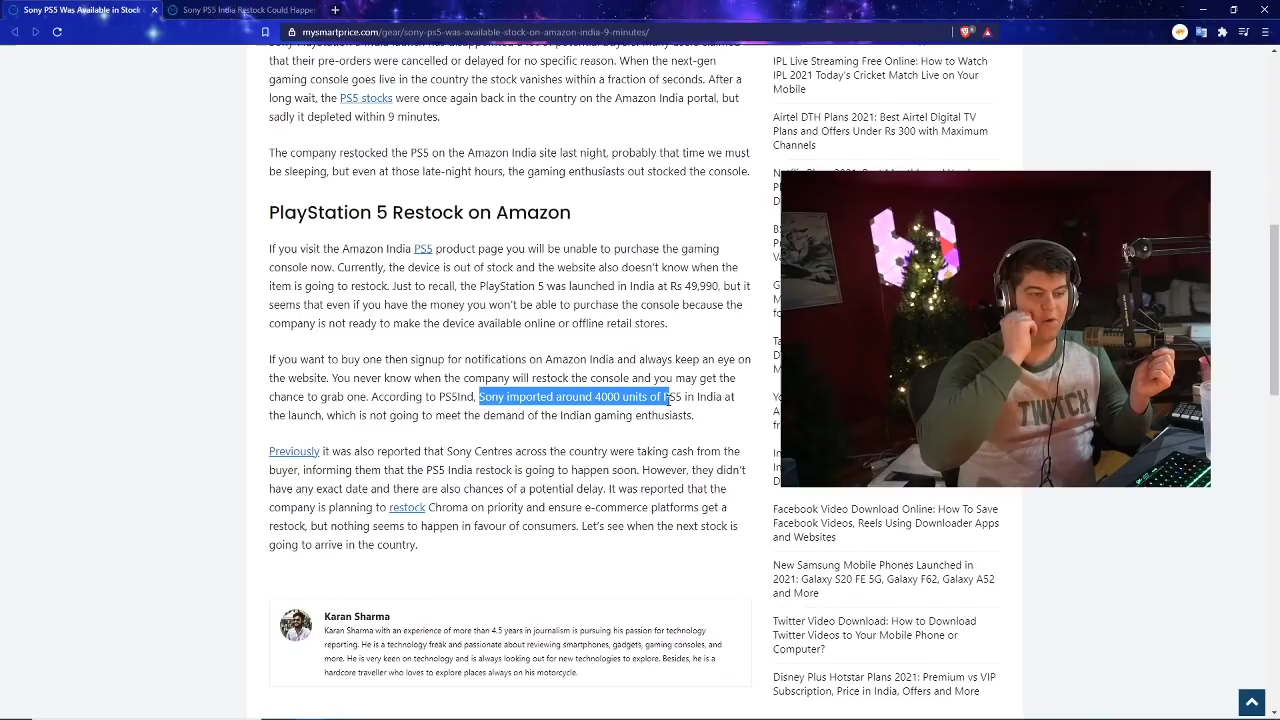 Sony PS5 Was Available in Stock
Sony PS5 India Restock Could Happen
mysmartprice.com/gear/sony-ps5-was-available-stock-on-amazon-india-9-minutes/
that their pre-orders were cancelled or delayed for no specific reason. When the next-gen
gaming console goes live in the country the stock vanishes within a fraction of seconds. After a
long wait, the PS5 stocks were once again back in the country on the Amazon India portal, but
sadly it depleted within 9 minutes.
The company restocked the PS5 on the Amazon India site last night, probably that time we must
be sleeping, but even at those late-night hours, the gaming enthusiasts out stocked the console.
PlayStation 5 Restock on Amazon
If you visit the Amazon India PS5 product page you will be unable to purchase the gaming
console now. Currently, the device is out of stock and the website also doesn't know when the
item is going to restock. Just to recall, the PlayStation 5 was launched in India at Rs 49,990, but it
seems that even if you have the money you won't be able to purchase the console because the
company is not ready to make the device available online or offline retail stores.
If you want to buy one then signup for notifications on Amazon India and always keep an eye on
the website. You never know when the company will restock the console and you may get the
chance to grab one. According to PS5Ind, Sony imported around 4000 units of PS5 in India at
the launch, which is not going to meet the demand of the Indian gaming enthusiasts.
Previously it was also reported that Sony Centres across the country were taking cash from the
buyer, informing them that the PS5 India restock is going to happen soon. However, they didn't
have any exact date and there are also chances of a potential delay. It was reported that the
company is planning to restock Chroma on priority and ensure e-commerce platforms get a
restock, but nothing seems to happen in favour of consumers. Let's see when the next stock is
going to arrive in the country.
Karan Sharma
Karan Sharma with an experience of more than 4.5 years in journalism is pursuing his passion for technology
reporting. He is a technology freak and passionate about reviewing smartphones, gadgets, gaming consoles, and
more. He is very keen on technology and is always looking out for new technologies to explore. Besides, he is a
hardcore traveller who loves to explore places always on his motorcycle.
IPL Live Streaming Free Online: How to Watch
IPL 2021 Today's Cricket Match Live on Your
Mobile
Airtel DTH Plans 2021: Best Airtel Digital TV
Plans and Offers Under Rs 300 with Maximum
Channels
Facebook Video Download Online: How To Save
Facebook Videos, Reels Using Downloader Apps
and Websites
New Samsung Mobile Phones Launched in
2021: Galaxy S20 FE 5G, Galaxy F62, Galaxy A52
and More
Twitter Video Download: How to Download
Twitter Videos to Your Mobile Phone or
Computer?
Disney Plus Hotstar Plans 2021: Premium vs VIP
Subscription, Price in India, Offers and More